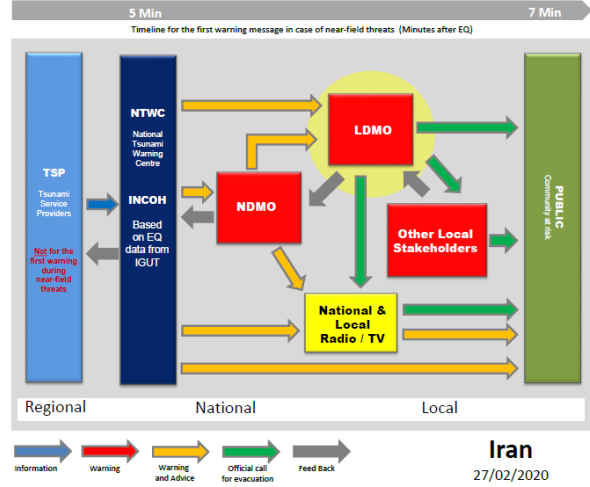 5 Min
7 Min
Timeline for the first warning message in case of near-field threats (Minutes after EQ)
TSP
Tsunami
Service
Providers
Not for the
first warning
during
near-field
threats
NTWC
National
Tsunami
Warning
Centre
INCOH
Based
on EQ
data from
IGUT
NDMO
LDMO
Other Local
Stakeholders
National &
Local
Radio / TV
PUBLIC
Community at risk
Regional
National
Local
Information
Warning
Warning
and Advice
Official call
for evacuation
Feed Back
Iran
27/02/2020